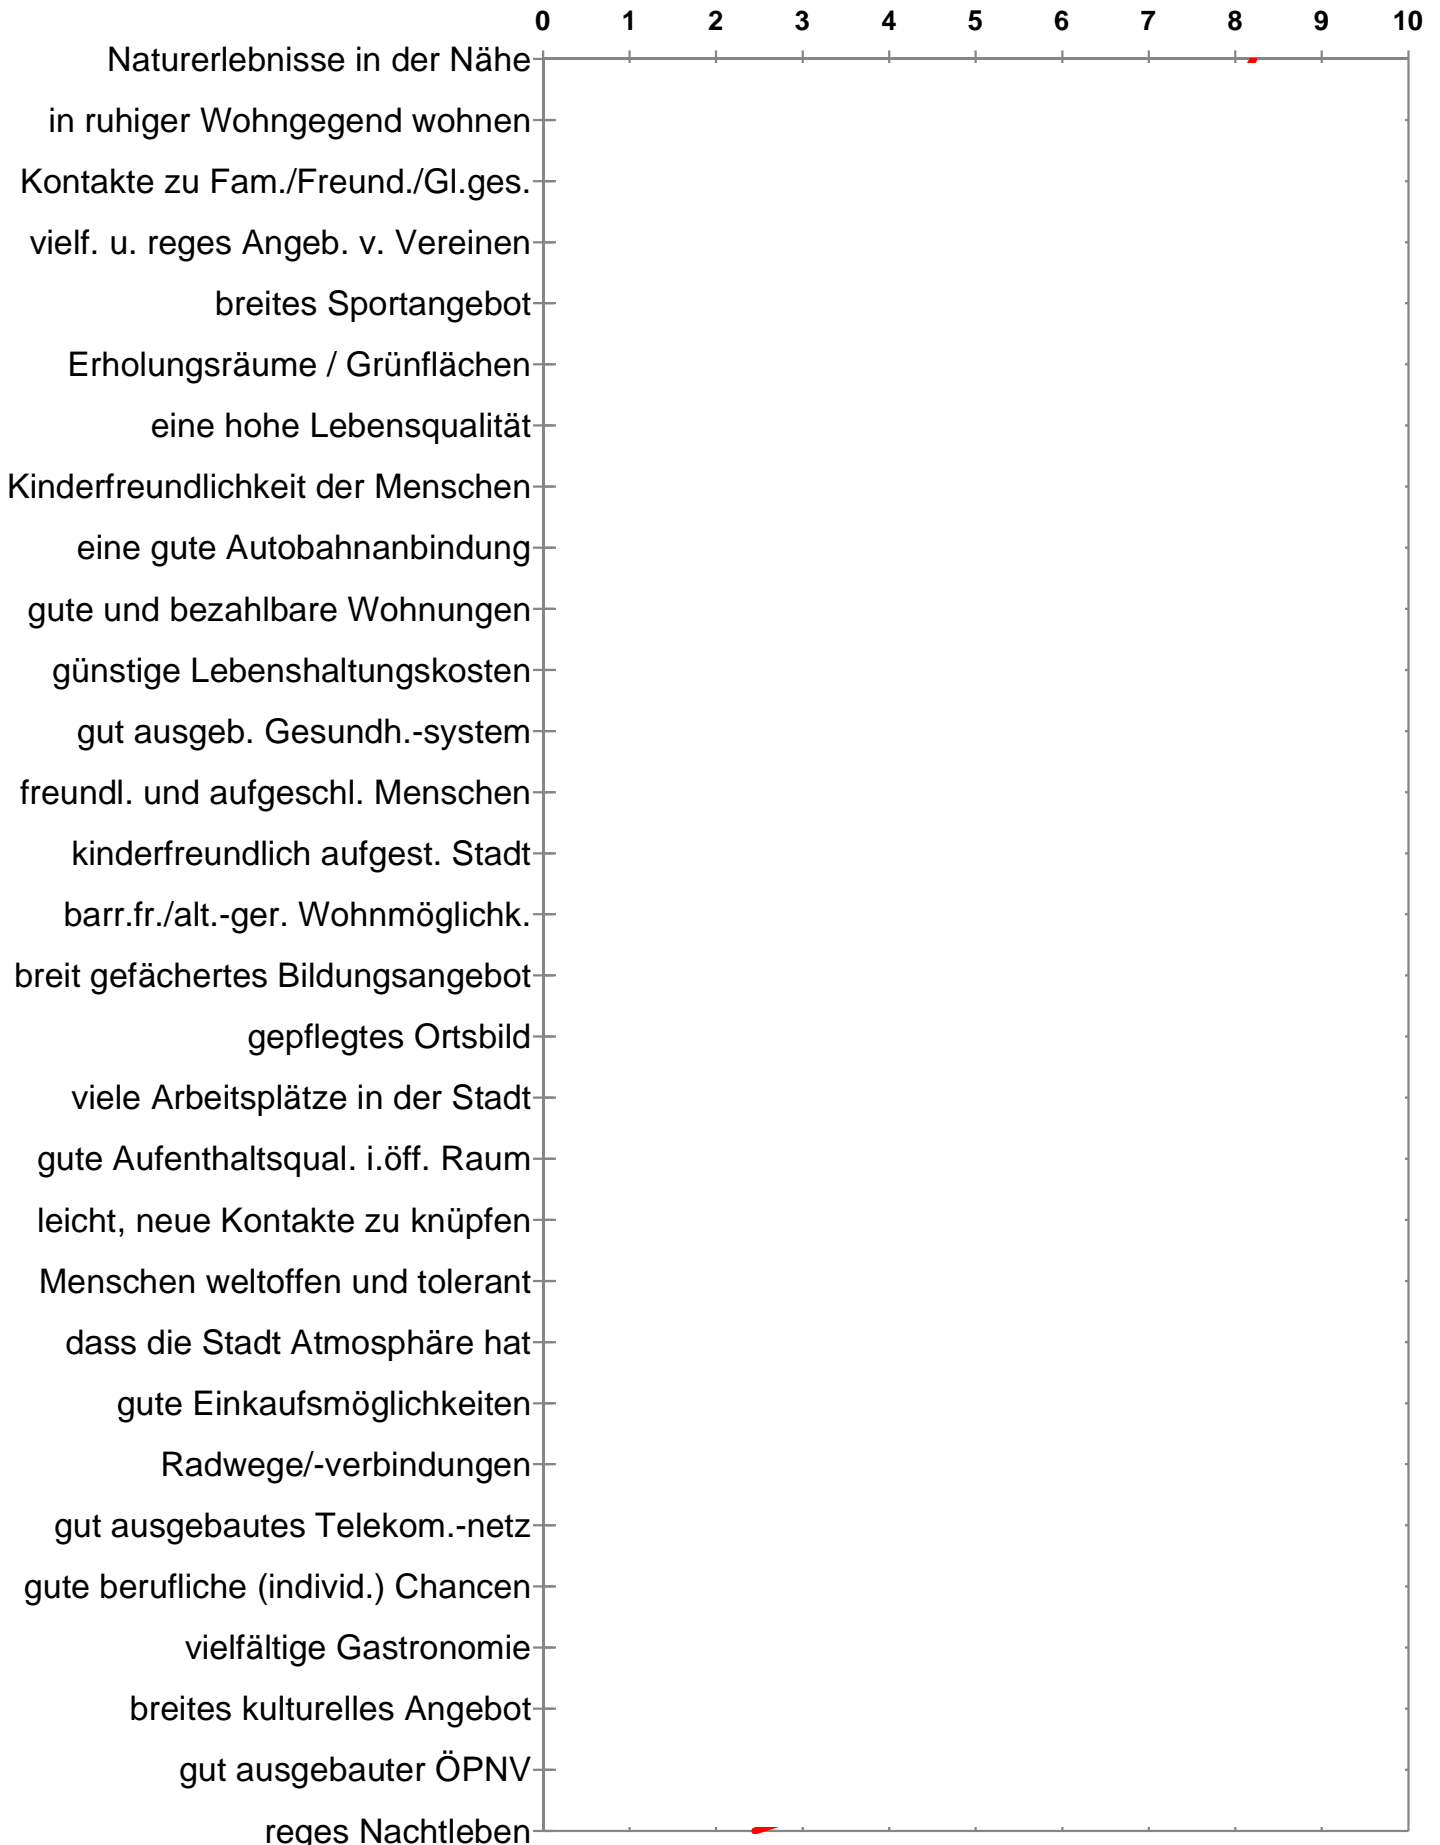 0 1 2 3 4 5 6 7 8 9 10
Naturerlebnisse in der Nähe
in ruhiger Wohngegend wohnen
Kontakte zu Fam./Freund./Gl.ges.
vielf. u. reges Angeb. v. Vereinen
breites Sportangebot
Erholungsräume / Grünflächen
eine hohe Lebensqualität
Kinderfreundlichkeit der Menschen
eine gute Autobahnanbindung
gute und bezahlbare Wohnungen
günstige Lebenshaltungskosten
gut ausgeb. Gesundh.-system
freundl. und aufgeschl. Menschen
kinderfreundlich aufgest. Stadt
barr.fr./alt.-ger. Wohnmöglichk.
breit gefächertes Bildungsangebot
gepflegtes Ortsbild
viele Arbeitsplätze in der Stadt
gute Aufenthaltsqual. i.öff. Raum
leicht, neue Kontakte zu knüpfen
Menschen weltoffen und tolerant
dass die Stadt Atmosphäre hat
gute Einkaufsmöglichkeiten
Radwege/-verbindungen
gut ausgebautes Telekom.-netz
gute berufliche (individ.) Chancen
vielfältige Gastronomie
breites kulturelles Angebot
gut ausgebauter ÖPNV
reges Nachtleben